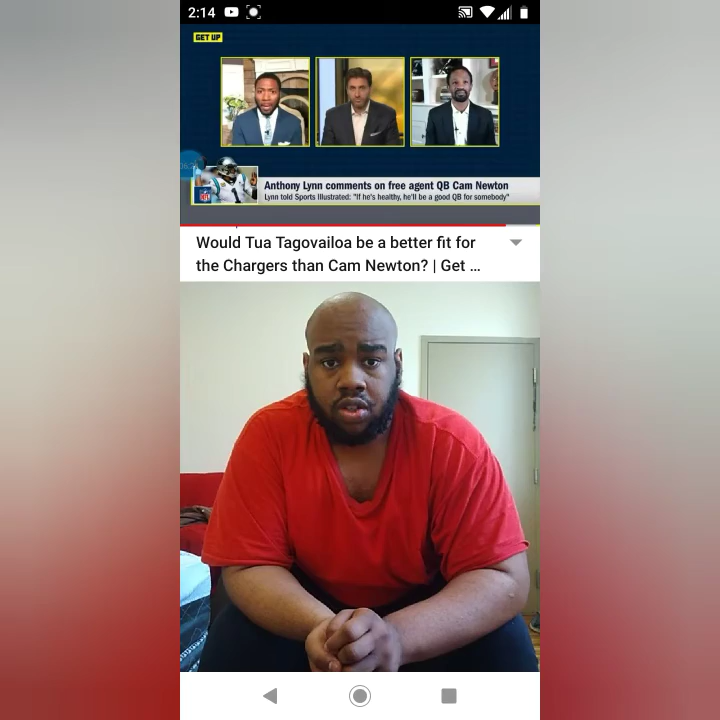 2:14
GET UP
Anthony Lynn comments on free agent QB Cam Newton
Lynn told Sports Illustrated: "If he's healthy, he'll be a good QB for somebody"
NFL
1
Would Tua Tagovailoa be a better fit for
the Chargers than Cam Newton? | Get ...